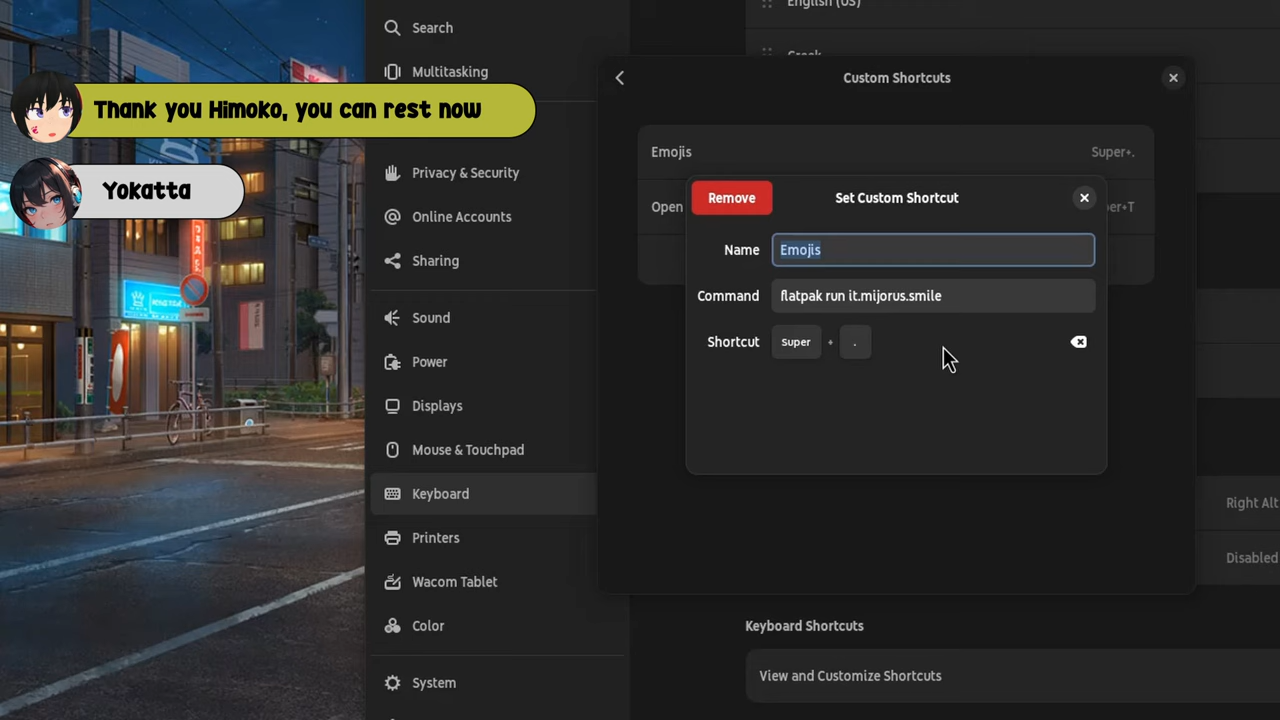 Thank you Himoko, you can rest now
Yokatta
Search
Multitasking
Privacy & Security
Online Accounts
Sharing
Sound
Power
Displays
Mouse & Touchpad
Keyboard
Printers
Wacom Tablet
Color
System
English (US)
Greek
Custom Shortcuts
Emojis
Super+.
Open
er+T
Remove
Set Custom Shortcut
Name
Emojis
Command
flatpak run it.mijorus.smile
Shortcut
Super + .
Right Alt
Disabled
Keyboard Shortcuts
View and Customize Shortcuts